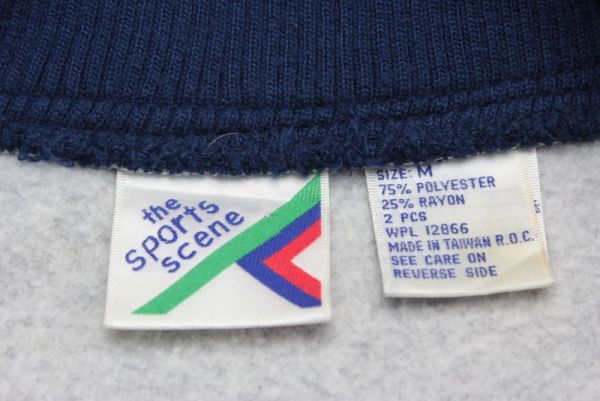 the
sports
scene
SIZE: M
75% POLYESTER
25% RAYON
2 PCS
WPL 12866
MADE IN TAIWAN R.O.C.
SEE CARE ON
REVERSE SIDE